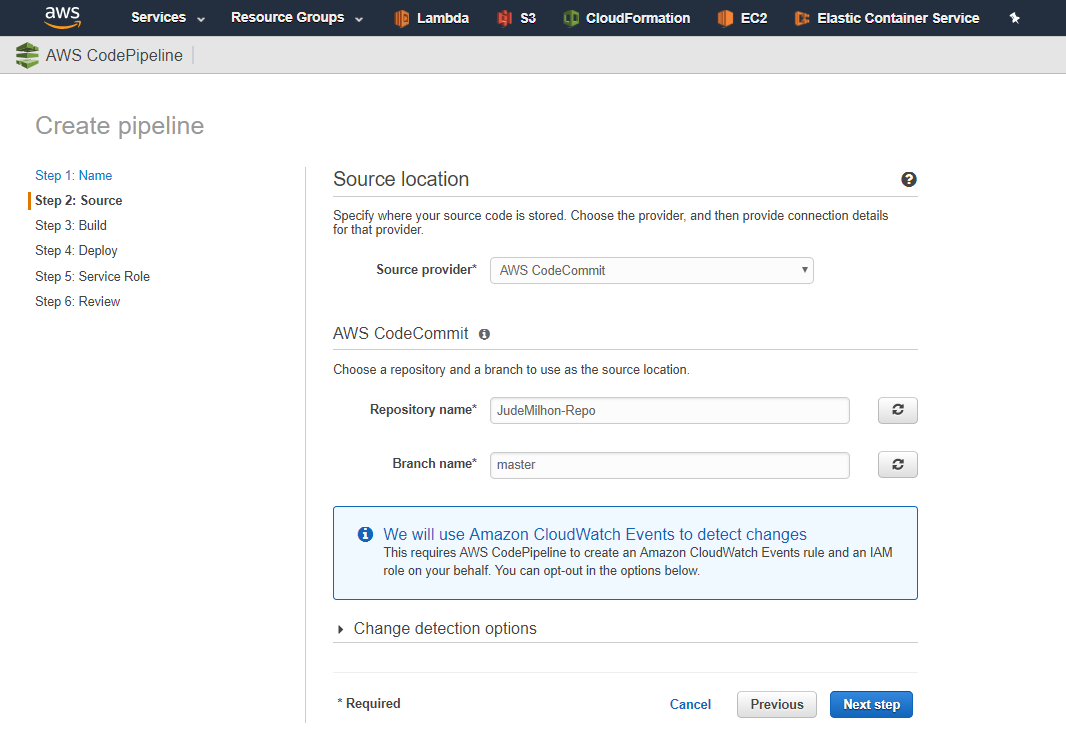 aws Services Resource Groups Lambda S3 CloudFormation EC2 Elastic Container Service
AWS CodePipeline
Create pipeline
Step 1: Name
Step 2: Source
Step 3: Build
Step 4: Deploy
Step 5: Service Role
Step 6: Review
Source location
Specify where your source code is stored. Choose the provider, and then provide connection details
for that provider.
Source provider* AWS CodeCommit
AWS CodeCommit
Choose a repository and a branch to use as the source location.
Repository name* JudeMilhon-Repo
Branch name* master
We will use Amazon CloudWatch Events to detect changes
This requires AWS CodePipeline to create an Amazon CloudWatch Events rule and an IAM
role on your behalf. You can opt-out in the options below.
Change detection options
* Required Cancel Previous Next step